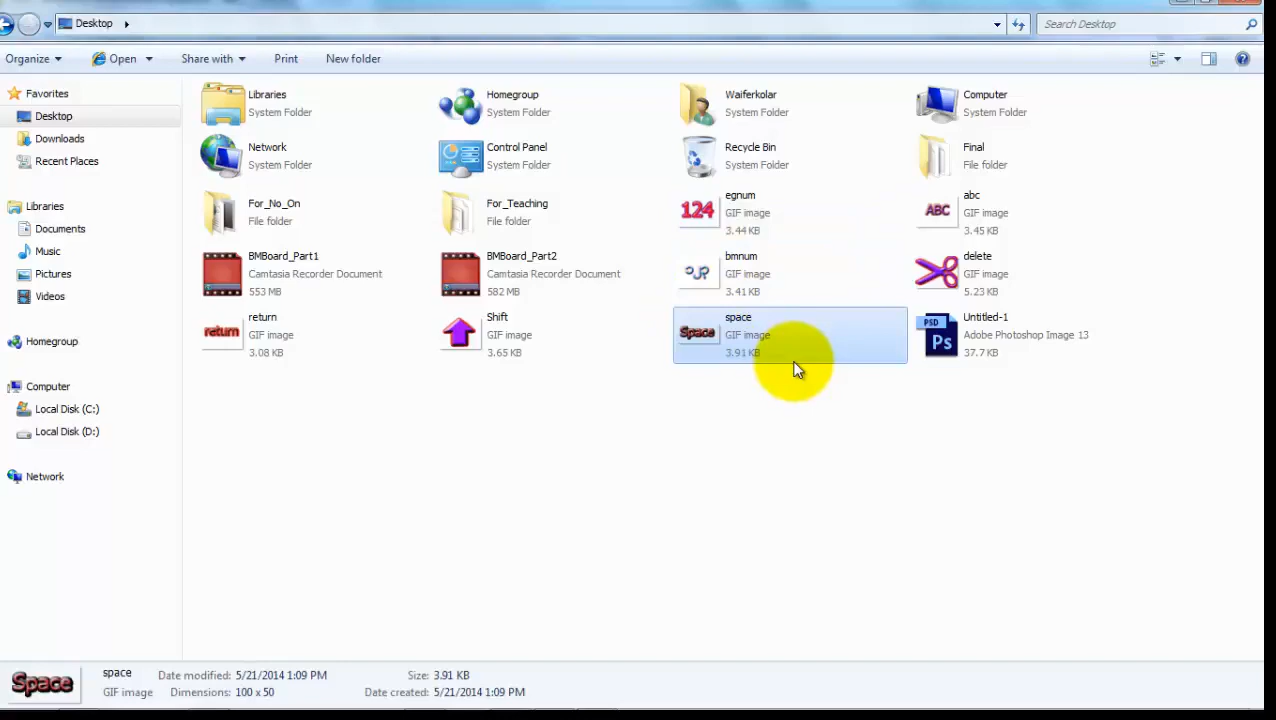 Desktop
Search Desktop
Organize
Open
Share with
Print
New folder
Favorites
Desktop
Downloads
Recent Places
Libraries
Documents
Music
Pictures
Videos
Homegroup
Computer
Local Disk (C:)
Local Disk (D:)
Network
Libraries
System Folder
Homegroup
System Folder
Waiferkolar
System Folder
Computer
System Folder
Network
System Folder
Control Panel
System Folder
Recycle Bin
System Folder
Final
File folder
For_No_On
File folder
For_Teaching
File folder
124
egnum
GIF image
3.44 KB
ABC
abc
GIF image
3.45 KB
BMBoard_Part1
Camtasia Recorder Document
553 MB
BMBoard_Part2
Camtasia Recorder Document
582 MB
bmnum
GIF image
3.41 KB
delete
GIF image
5.23 KB
return
return
GIF image
3.08 KB
Shift
GIF image
3.65 KB
Space
space
GIF image
3.91 KB
PSD
Ps
Untitled-1
Adobe Photoshop Image 13
37.7 KB
Space
space
GIF image
Date modified: 5/21/2014 1:09 PM
Dimensions: 100 x 50
Size: 3.91 KB
Date created: 5/21/2014 1:09 PM